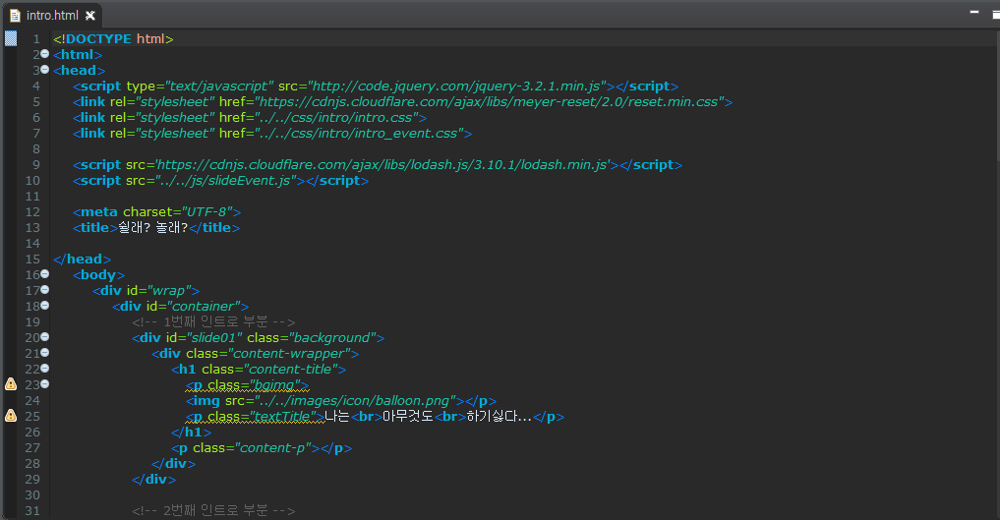 intro.html
1 <!DOCTYPE html>
2 <html>
3 <head>
4 <script type="text/javascript" src="http://code.jquery.com/jquery-3.2.1.min.js"></script>
5 <link rel="stylesheet" href="https://cdnjs.cloudflare.com/ajax/libs/meyer-reset/2.0/reset.min.css">
6 <link rel="stylesheet" href="../../css/intro/intro.css">
7 <link rel="stylesheet" href="../../css/intro/intro_event.css">
8
9 <script src='https://cdnjs.cloudflare.com/ajax/libs/lodash.js/3.10.1/lodash.min.js'></script>
10 <script src="../../js/slideEvent.js"></script>
11
12 <meta charset="UTF-8">
13 <title>쉴래? 놀래?</title>
14
15 </head>
16 <body>
17 <div id="wrap">
18 <div id="container">
19 <!-- 1번째 인트로 부분 -->
20 <div id="slide01" class="background">
21 <div class="content-wrapper">
22 <h1 class="content-title">
23 <p class="bgimg">
24 <img src="../../images/icon/balloon.png"></p>
25 <p class="textTitle">나는<br>아무것도<br>하기싫다...</p>
26 </h1>
27 <p class="content-p"></p>
28 </div>
29 </div>
30
31 <!-- 2번째 인트로 부분 -->